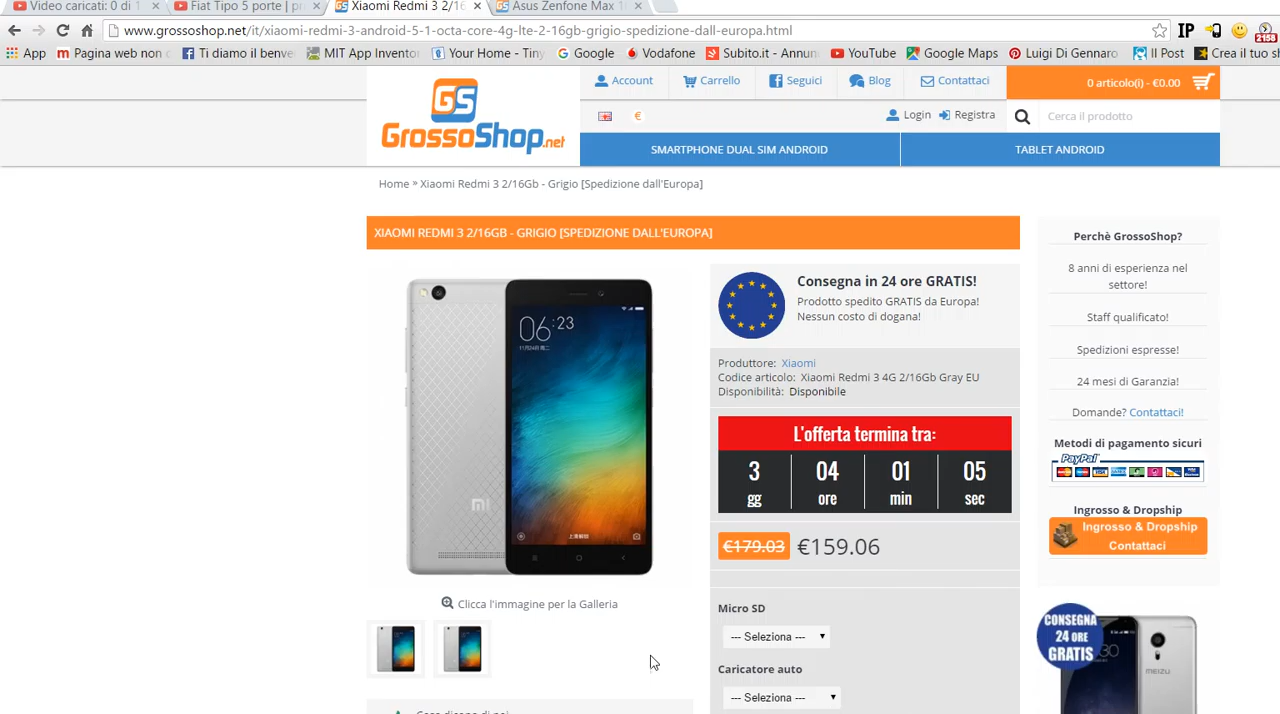 Video caricati: 0 di 1
Fiat Tipo 5 porte | pr
Xiaomi Redmi 3 2/16
Asus Zenfone Max 1
www.grossoshop.net/it/xiaomi-redmi-3-android-5-1-octa-core-4g-lte-2-16gb-grigio-spedizione-dall-europa.html
IP
2158
App
Pagina web non c
Ti diamo il benven
MIT App Inventor
Your Home - Tiny
Google
Vodafone
Subito.it - Annun
YouTube
Google Maps
Luigi Di Gennaro
Il Post
Crea il tuo s
GS
GrossoShop.net
Account
Carrello
Seguici
Blog
Contattaci
0 articolo(i) - €0.00
€
Login
Registra
Cerca il prodotto
SMARTPHONE DUAL SIM ANDROID
TABLET ANDROID
Home » Xiaomi Redmi 3 2/16Gb - Grigio [Spedizione dall'Europa]
XIAOMI REDMI 3 2/16GB - GRIGIO [SPEDIZIONE DALL'EUROPA]
06:23
mi
Clicca l'immagine per la Galleria
Consegna in 24 ore GRATIS!
Prodotto spedito GRATIS da Europa!
Nessun costo di dogana!
Produttore: Xiaomi
Codice articolo: Xiaomi Redmi 3 4G 2/16Gb Gray EU
Disponibilità: Disponibile
L'offerta termina tra:
3 04 01 05
gg ore min sec
€179.03 €159.06
Micro SD
--- Seleziona ---
Caricatore auto
--- Seleziona ---
Perchè GrossoShop?
8 anni di esperienza nel
settore!
Staff qualificato!
Spedizioni espresse!
24 mesi di Garanzia!
Domande? Contattaci!
Metodi di pagamento sicuri
PayPal
Ingrosso & Dropship
Ingrosso & Dropship
Contattaci
CONSEGNA
24 ORE
GRATIS
MEIZU